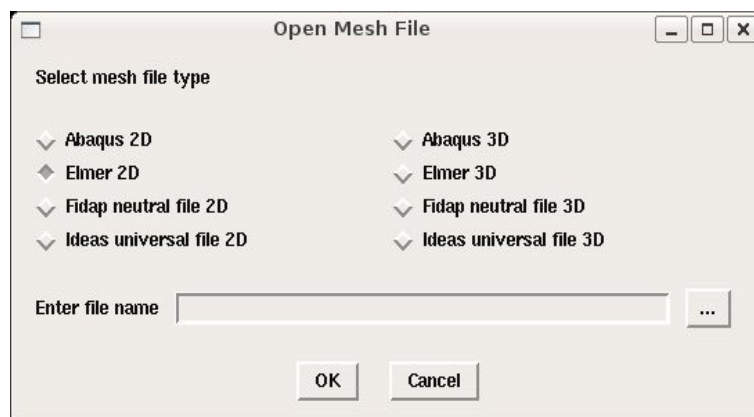 Open Mesh File
Select mesh file type
Abaqus 2D Abaqus 3D
Elmer 2D Elmer 3D
Fidap neutral file 2D Fidap neutral file 3D
Ideas universal file 2D Ideas universal file 3D
Enter file name ...
OK Cancel